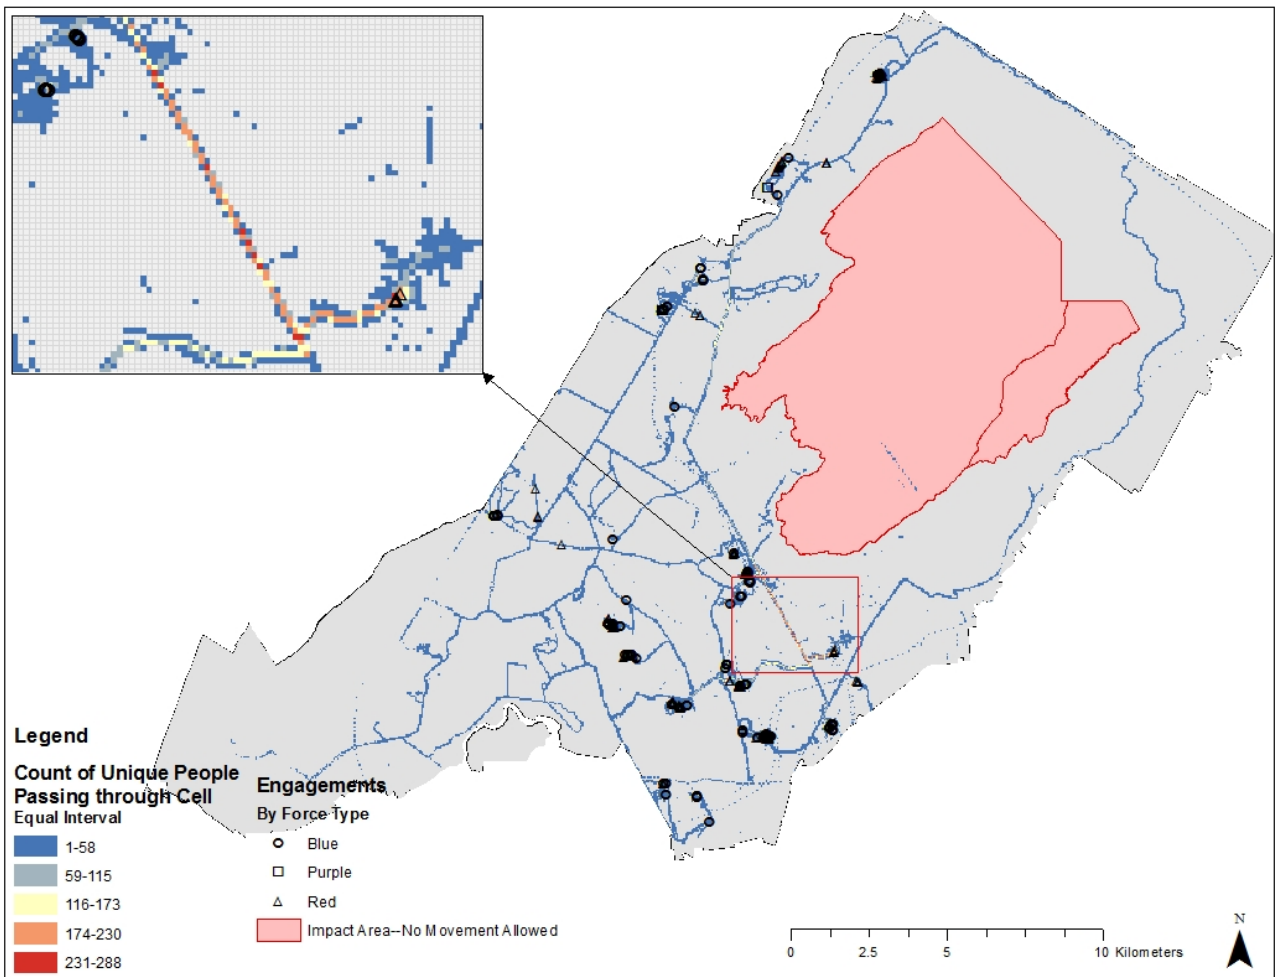 Legend
Count of Unique People
Passing through Cell
Equal Interval
1-58
59-115
116-173
174-230
231-288
Engagements
By Force Type
Blue
Purple
Red
Impact Area--No Movement Allowed
0 2.5 5 10 Kilometers
N